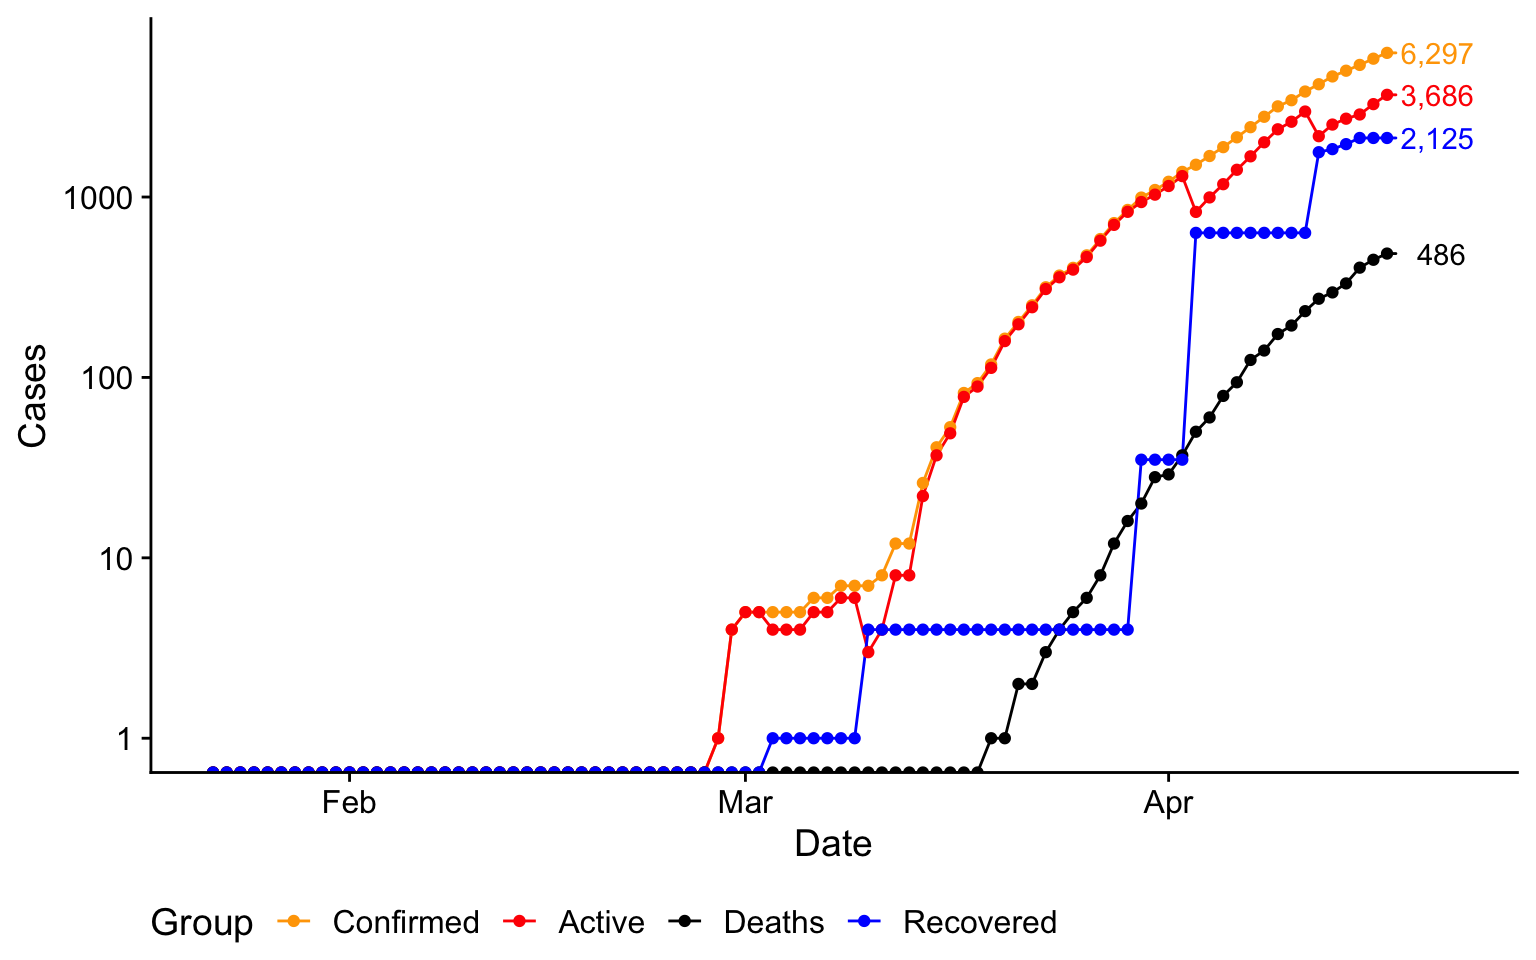 6,297
3,686
2,125
486
1000
100
10
1
Cases
Feb Mar Apr
Date
Group Confirmed Active Deaths Recovered